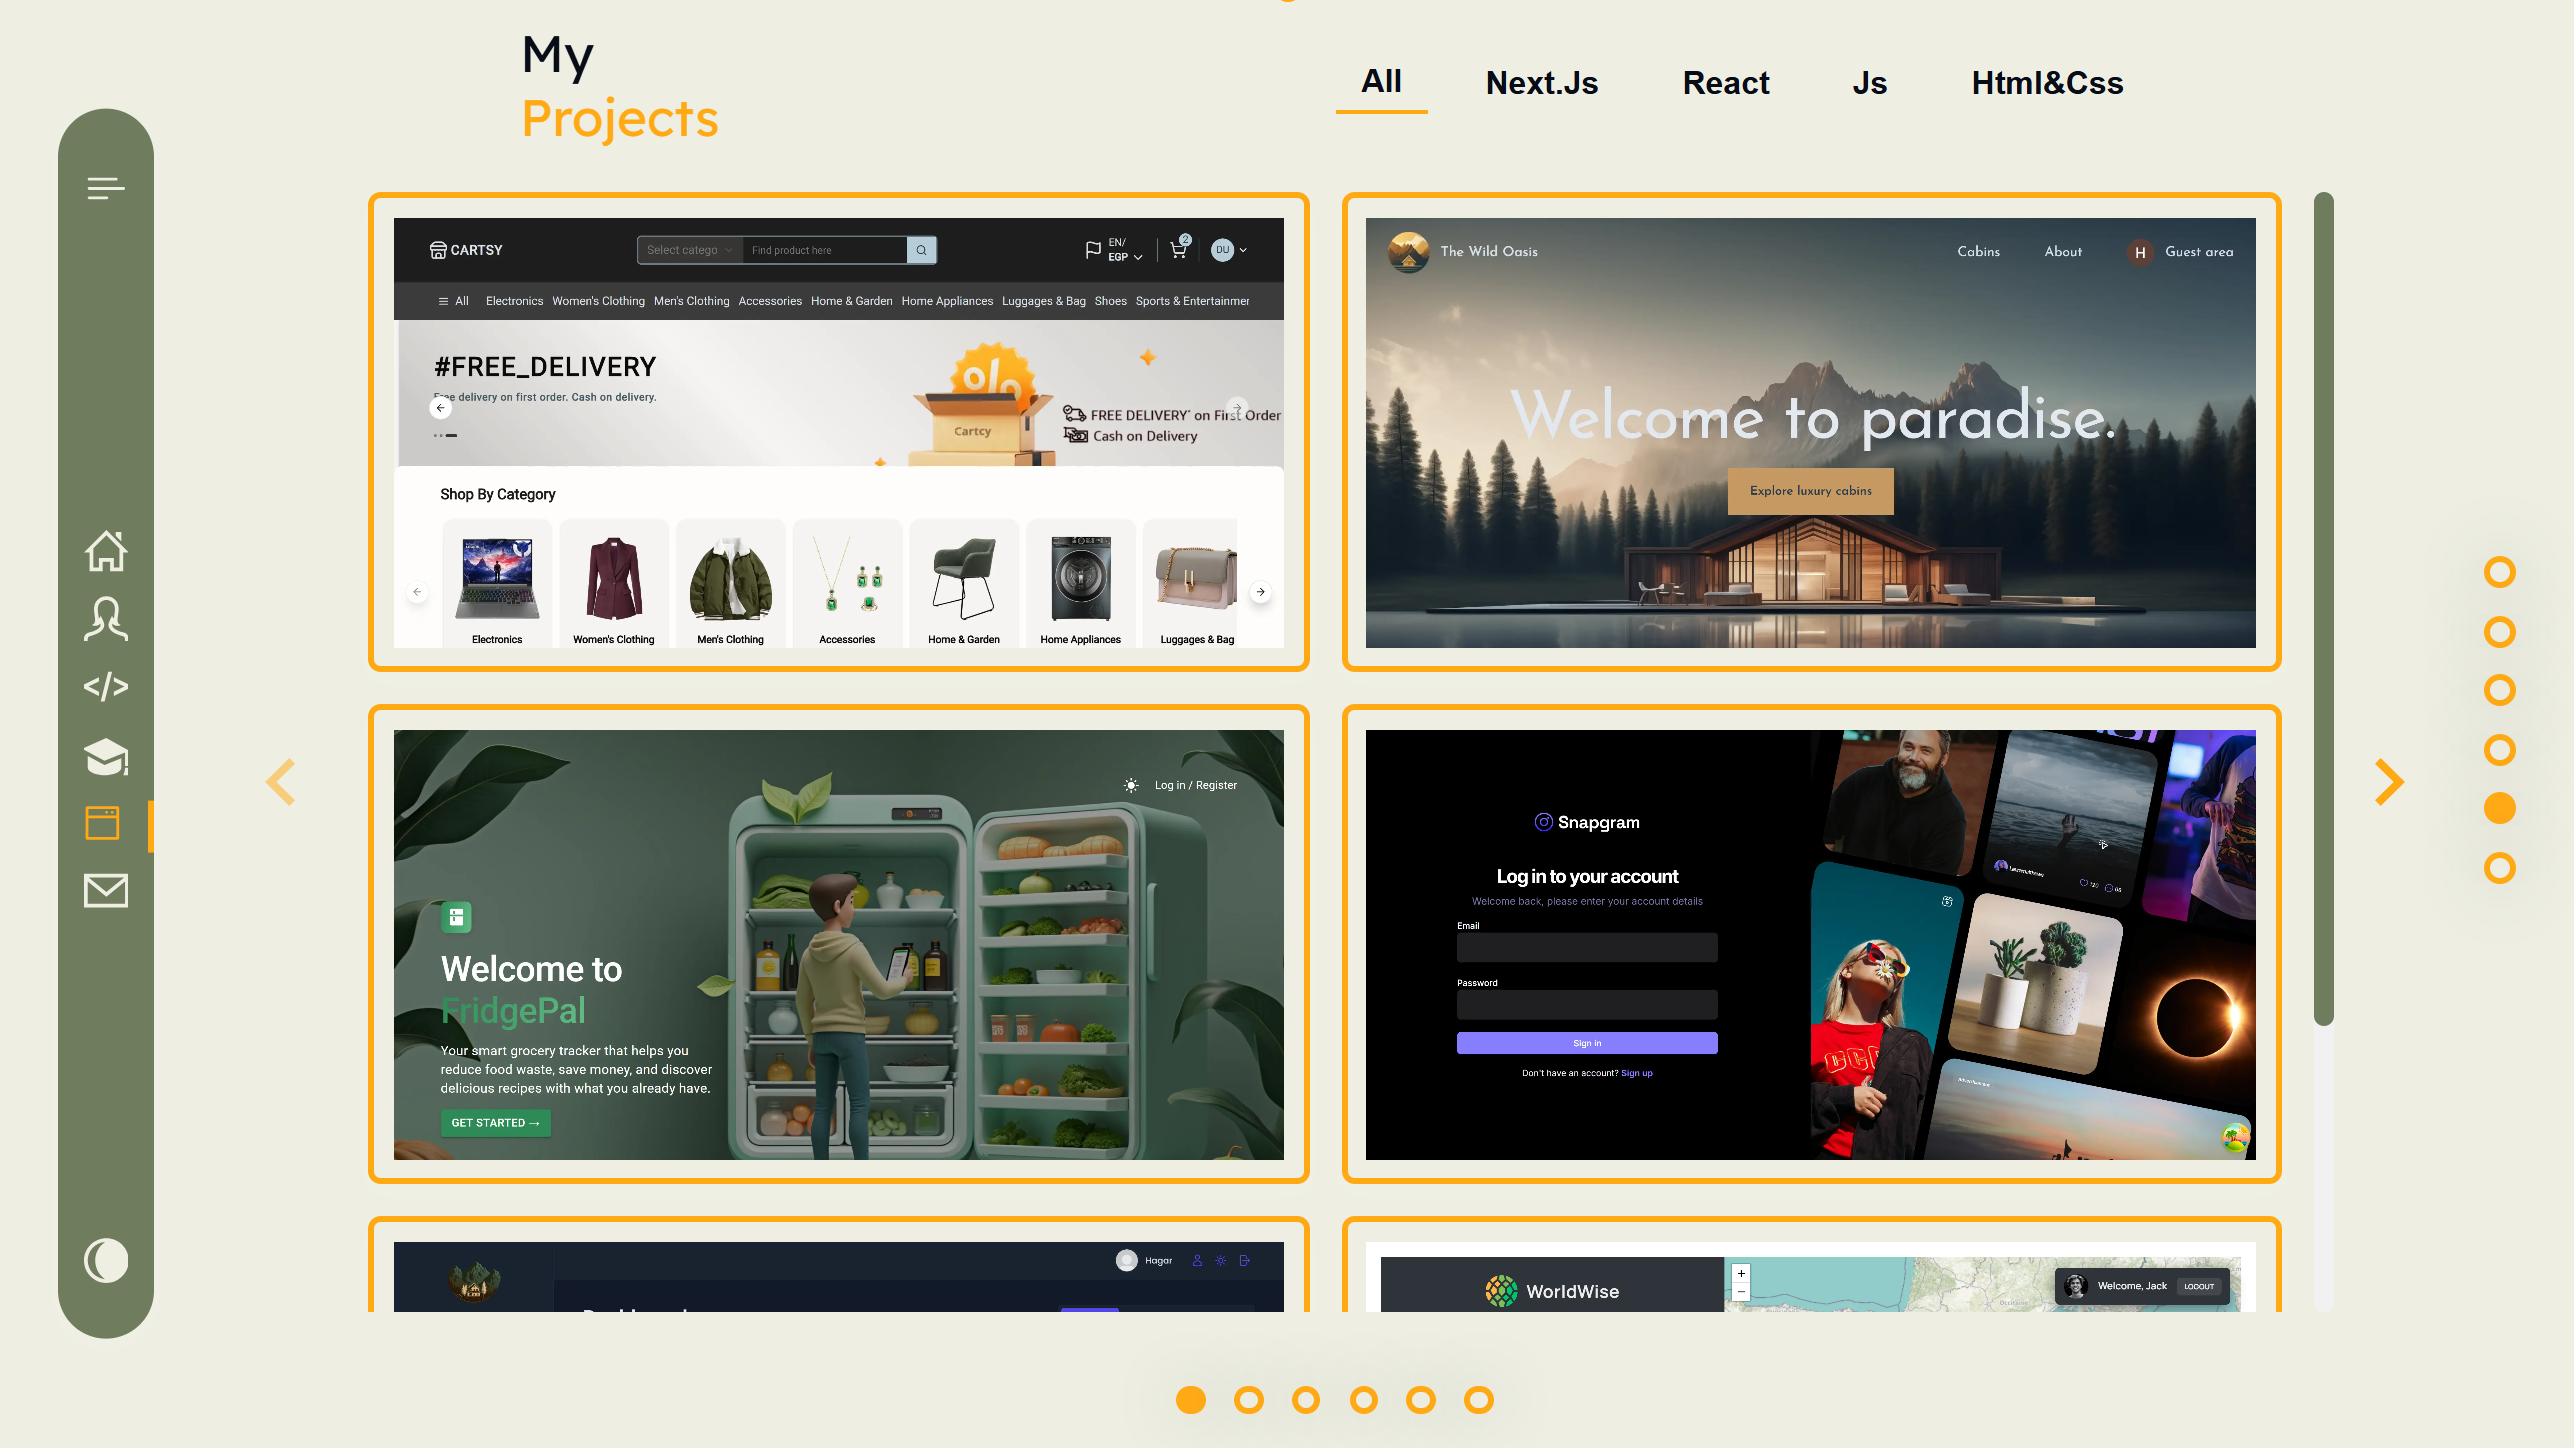 My
Projects
All Next.Js React Js Html&Css
CARTSY
Select catego
Find product here
EN/
EGP
2
DU
All Electronics Women's Clothing Men's Clothing Accessories Home & Garden Home Appliances Luggages & Bag Shoes Sports & Entertainmer
#FREE_DELIVERY
Free delivery on first order. Cash on delivery.
Cartcy
FREE DELIVERY* on First Order
Cash on Delivery
Shop By Category
Electronics Women's Clothing Men's Clothing Accessories Home & Garden Home Appliances Luggages & Bag
The Wild Oasis
Cabins About H Guest area
Welcome to paradise.
Explore luxury cabins
Log in / Register
Welcome to
FridgePal
Your smart grocery tracker that helps you
reduce food waste, save money, and discover
delicious recipes with what you already have.
GET STARTED →
Snapgram
Log in to your account
Welcome back, please enter your account details
Email
Password
Sign in
Don't have an account? Sign up
Hagar
WorldWise
+
−
Welcome, Jack
LOGOUT